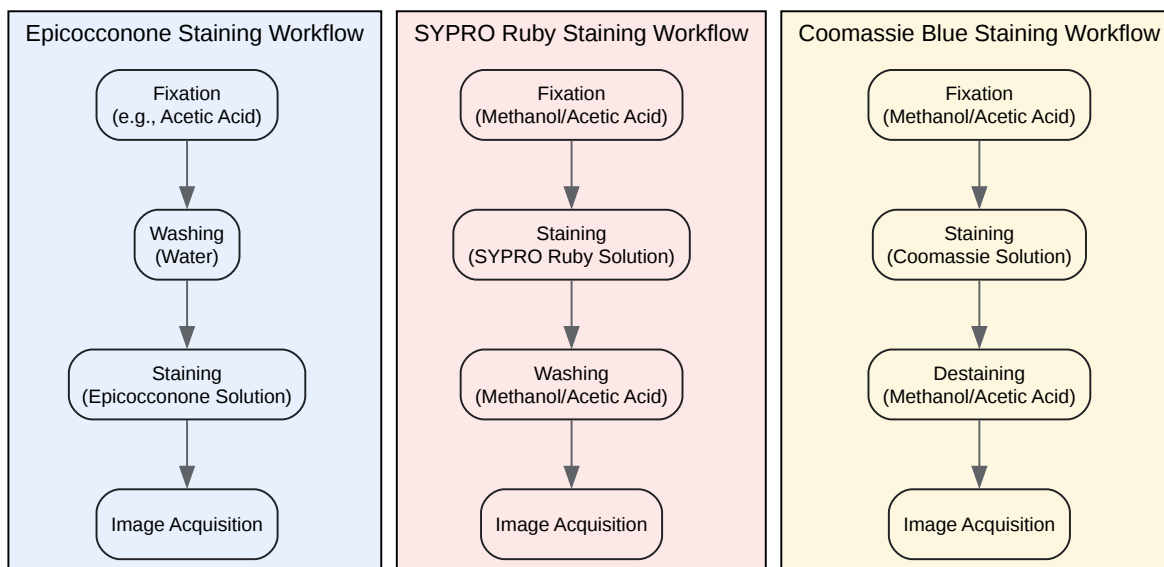 Epicocconone Staining Workflow
Fixation
(e.g., Acetic Acid)
Washing
(Water)
Staining
(Epicocconone Solution)
Image Acquisition
SYPRO Ruby Staining Workflow
Fixation
(Methanol/Acetic Acid)
Staining
(SYPRO Ruby Solution)
Washing
(Methanol/Acetic Acid)
Image Acquisition
Coomassie Blue Staining Workflow
Fixation
(Methanol/Acetic Acid)
Staining
(Coomassie Solution)
Destaining
(Methanol/Acetic Acid)
Image Acquisition